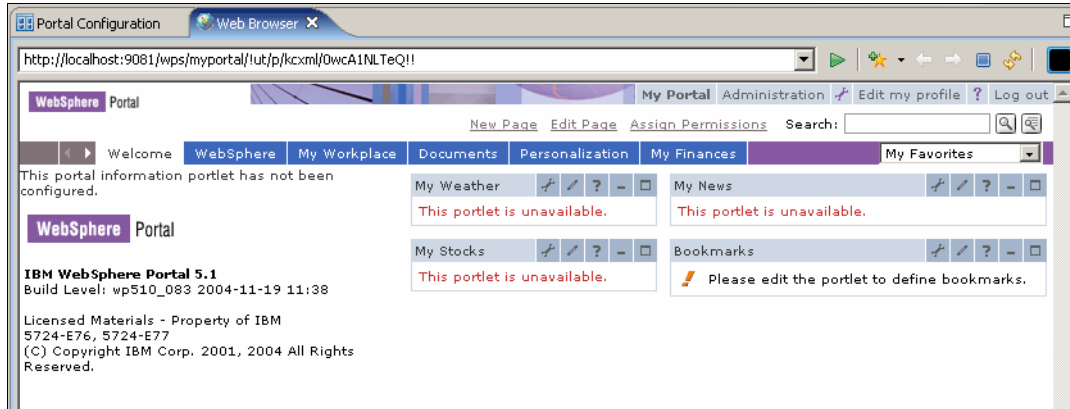 Portal Configuration Web Browser
http://localhost:9081/wps/myportal/!ut/p/kcxml/0wcA1NLTeQ!!
WebSphere Portal
My Portal Administration Edit my profile ? Log out
New Page Edit Page Assign Permissions Search:
Welcome WebSphere My Workplace Documents Personalization My Finances My Favorites
This portal information portlet has not been
configured.
WebSphere Portal
IBM WebSphere Portal 5.1
Build Level: wp510_083 2004-11-19 11:38
Licensed Materials - Property of IBM
5724-E76, 5724-E77
(C) Copyright IBM Corp. 2001, 2004 All Rights
Reserved.
My Weather ?
This portlet is unavailable.
My News ?
This portlet is unavailable.
My Stocks ?
This portlet is unavailable.
Bookmarks ?
Please edit the portlet to define bookmarks.